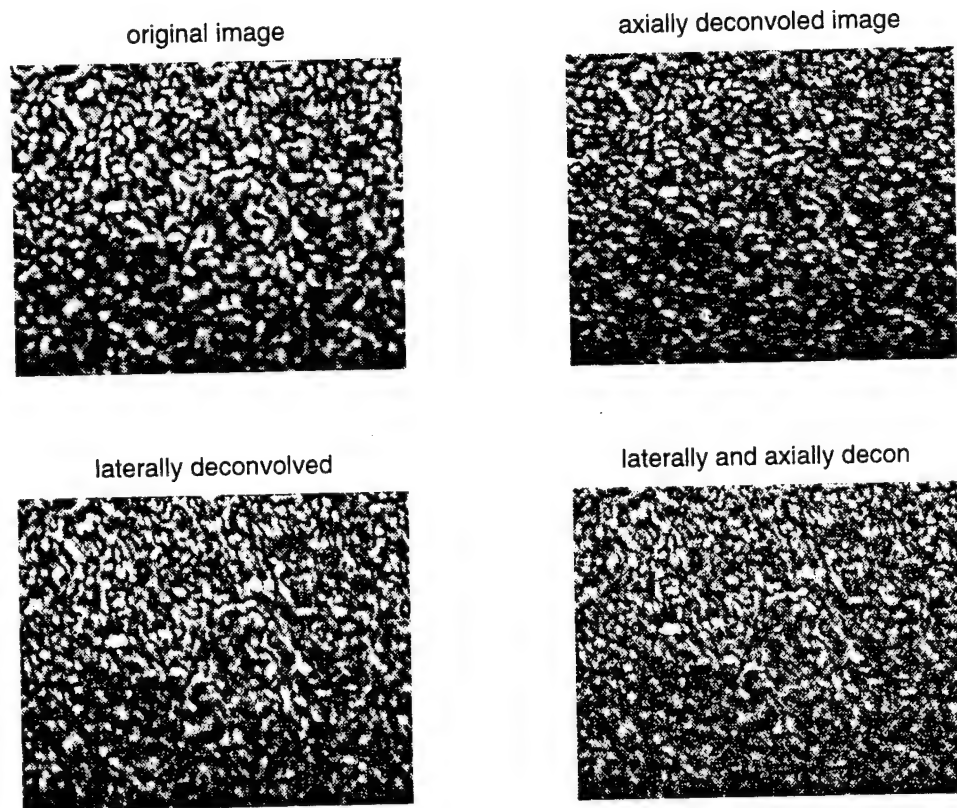 original image
axially deconvoled image
laterally deconvolved
laterally and axially decon